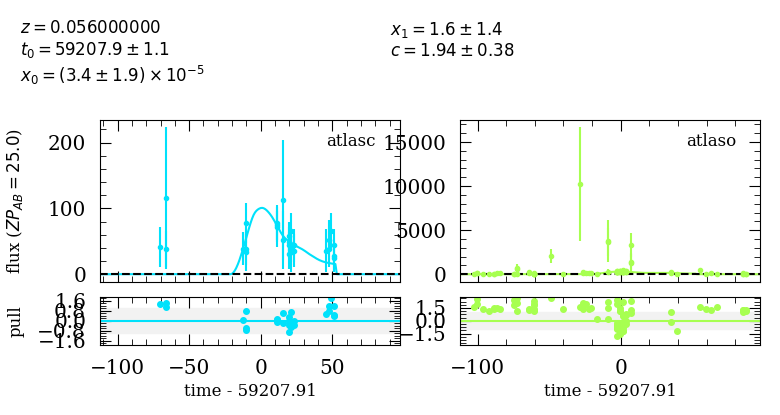 z = 0.056000000
t₀ = 59207.9 ± 1.1
x₀ = (3.4 ± 1.9) × 10⁻⁵
x₁ = 1.6 ± 1.4
c = 1.94 ± 0.38
flux (ZP_{AB} = 25.0)
200
100
0
atlasc
15000
10000
5000
0
atlaso
pull
1.6
0.8
0.0
−0.8
−1.6
1.5
0.0
−1.5
−100 −50 0 50
−100 0
time - 59207.91
time - 59207.91